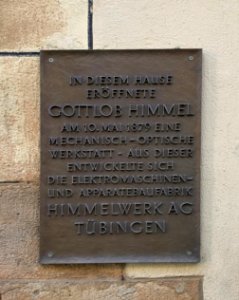 IN DIESEM HAUSE
ERÖFFNETE
GOTTLOB HIMMEL
AM 10. MAI 1879 EINE
MECHANISCH-OPTISCHE
WERKSTATT - AUS DIESER
ENTWICKELTE SICH
DIE ELEKTROMASCHINEN-
UND APPARATEBAUFABRIK
HIMMELWERK AG
TÜBINGEN